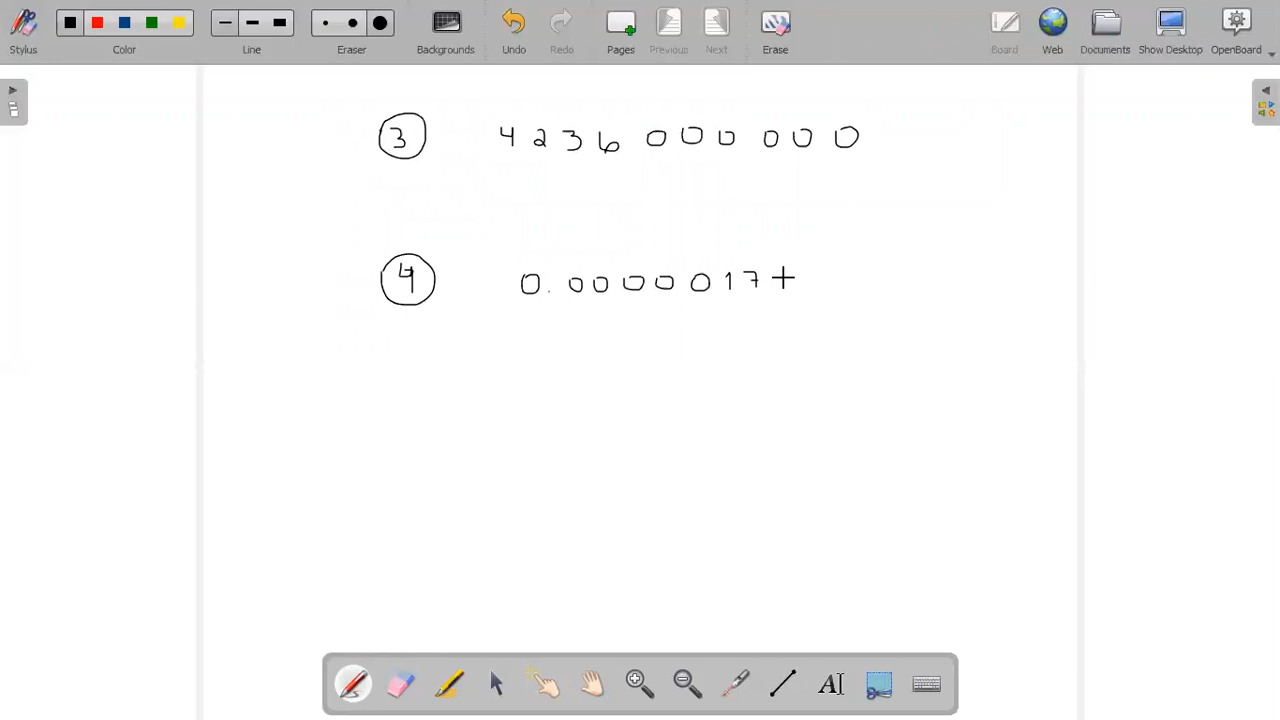 Stylus
Color
Line
Eraser
Backgrounds
Undo
Redo
Pages
Previous
Next
Erase
Board
Web
Documents
Show Desktop
OpenBoard
3 4236 000 000
4 0.0000017
AI